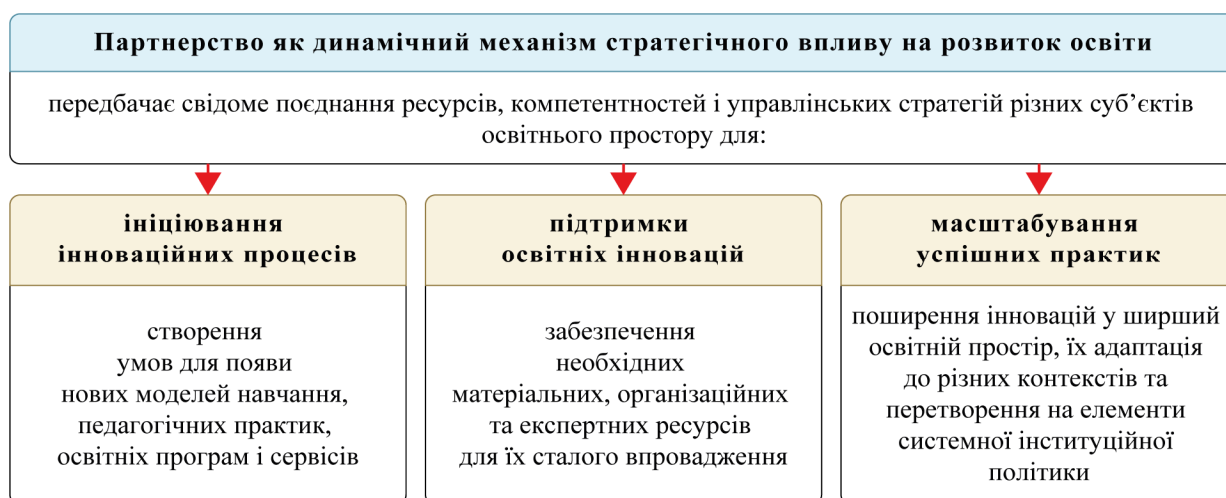 Партнерство як динамічний механізм стратегічного впливу на розвиток освіти
передбачає свідоме поєднання ресурсів, компетентностей і управлінських стратегій різних суб’єктів
освітнього простору для:
ініціювання
інноваційних процесів
створення
умов для появи
нових моделей навчання,
педагогічних практик,
освітніх програм і сервісів
підтримки
освітніх інновацій
забезпечення
необхідних
матеріальних, організаційних
та експертних ресурсів
для їх сталого впровадження
масштабування
успішних практик
поширення інновацій у ширший
освітній простір, їх адаптація
до різних контекстів та
перетворення на елементи
системної інституційної
політики